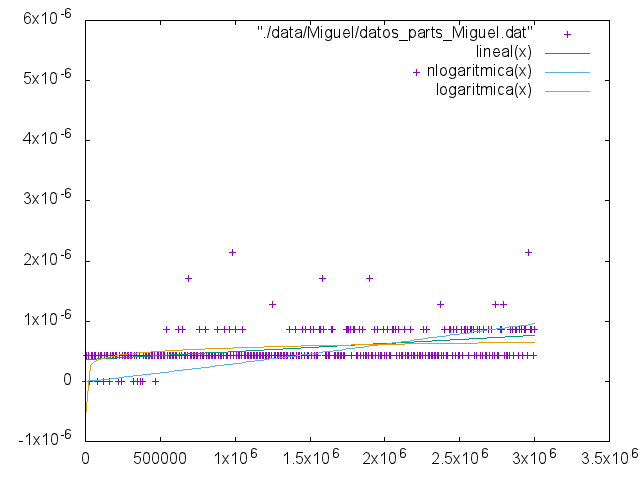 6x10^-6
5x10^-6
4x10^-6
3x10^-6
2x10^-6
1x10^-6
0
-1x10^-6
"./data/Miguel/datos_parts_Miguel.dat"
lineal(x)
nlogaritmica(x)
logaritmica(x)
0 500000 1x10^6 1.5x10^6 2x10^6 2.5x10^6 3x10^6 3.5x10^6